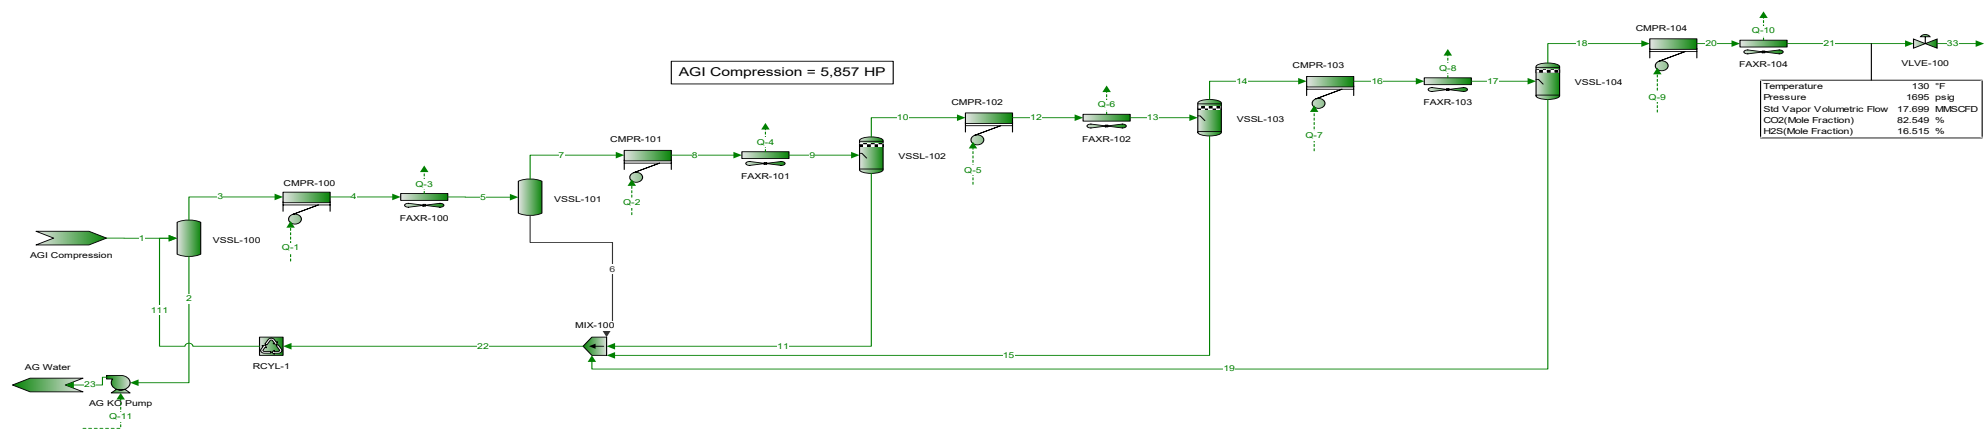 AGI Compression = 5,857 HP
AGI Compression
1
111
VSSL-100
2
3
CMPR-100
Q-1
4
Q-3
FAXR-100
5
VSSL-101
6
7
CMPR-101
Q-2
8
Q-4
FAXR-101
9
VSSL-102
10
11
CMPR-102
Q-5
12
Q-6
FAXR-102
13
VSSL-103
14
15
CMPR-103
Q-7
16
Q-8
FAXR-103
17
VSSL-104
18
19
CMPR-104
Q-9
20
Q-10
FAXR-104
21
VLVE-100
33
Temperature 130 °F
Pressure 1695 psig
Std Vapor Volumetric Flow 17.699 MMSCFD
CO2(Mole Fraction) 82.549 %
H2S(Mole Fraction) 16.515 %
MIX-100
22
RCYL-1
AG Water
23
AG KO Pump
Q-11